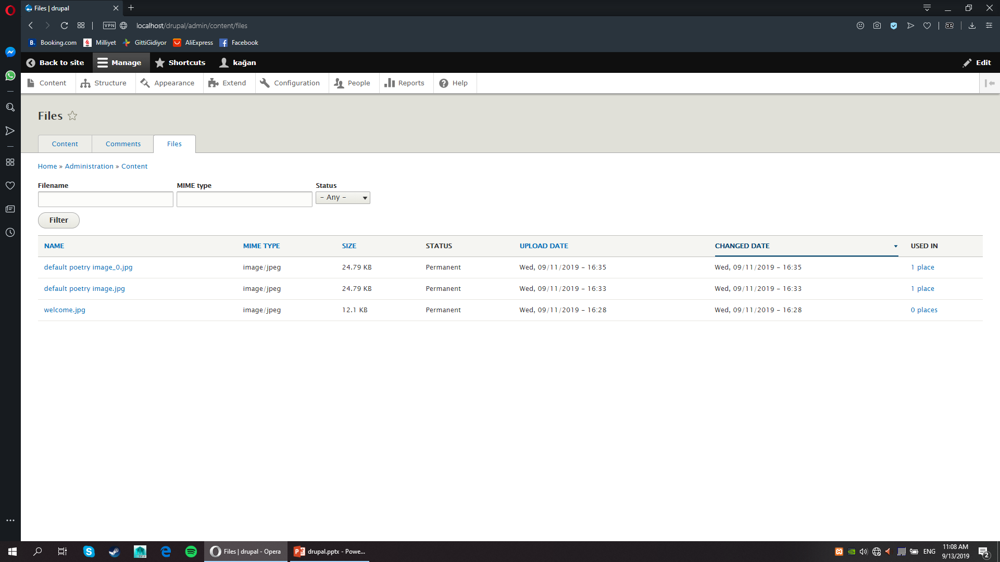 Files | drupal
VPN localhost/drupal/admin/content/files
B. Booking.com Milliyet GittiGidiyor AliExpress Facebook
Back to site Manage Shortcuts kağan Edit
Content Structure Appearance Extend Configuration People Reports Help
Files
Content Comments Files
Home » Administration » Content
Filename MIME type Status
- Any -
Filter
NAME MIME TYPE SIZE STATUS UPLOAD DATE CHANGED DATE USED IN
default poetry image_0.jpg image/jpeg 24.79 KB Permanent Wed, 09/11/2019 - 16:35 Wed, 09/11/2019 - 16:35 1 place
default poetry image.jpg image/jpeg 24.79 KB Permanent Wed, 09/11/2019 - 16:33 Wed, 09/11/2019 - 16:33 1 place
welcome.jpg image/jpeg 12.1 KB Permanent Wed, 09/11/2019 - 16:28 Wed, 09/11/2019 - 16:28 0 places
Files | drupal - Opera drupal.pptx - Powe... ENG 11:08 AM
9/13/2019 2